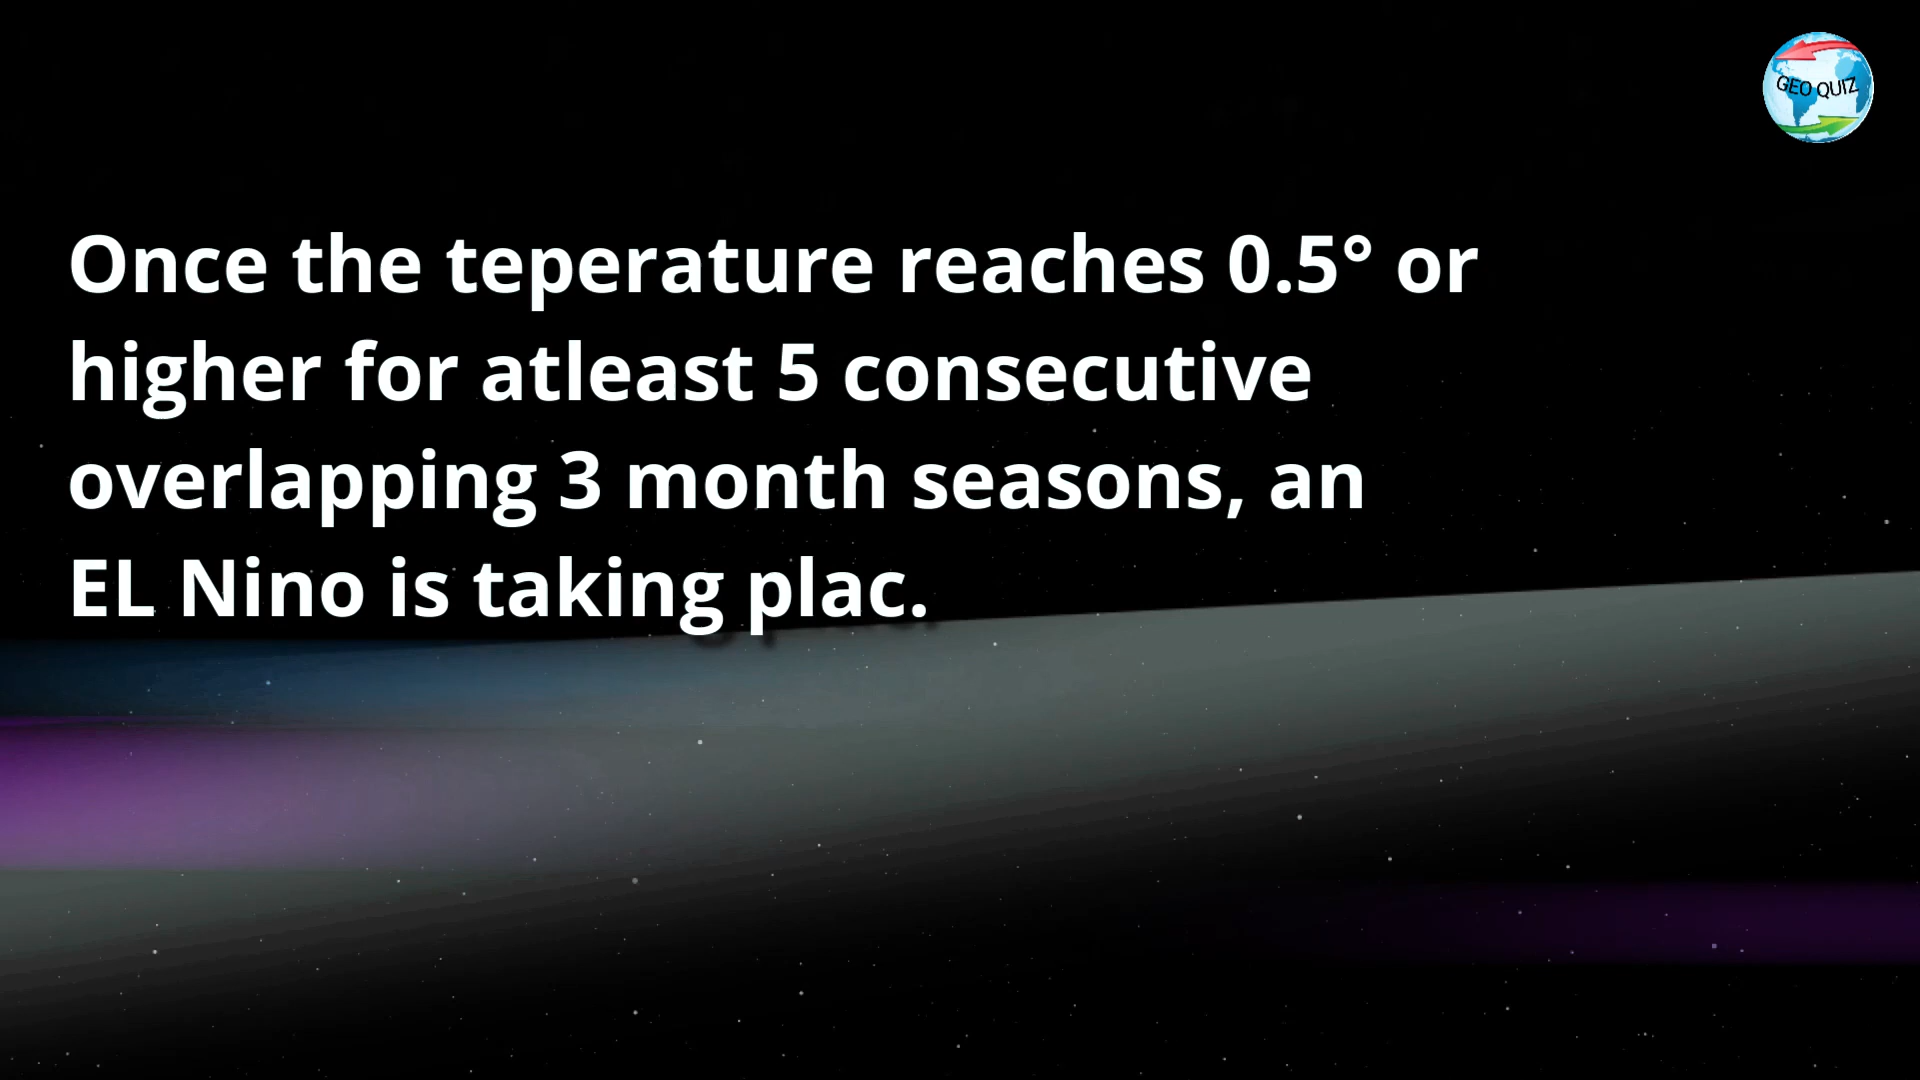 GEO QUIZ
Once the teperature reaches 0.5° or
higher for atleast 5 consecutive
overlapping 3 month seasons, an
EL Nino is taking plac.